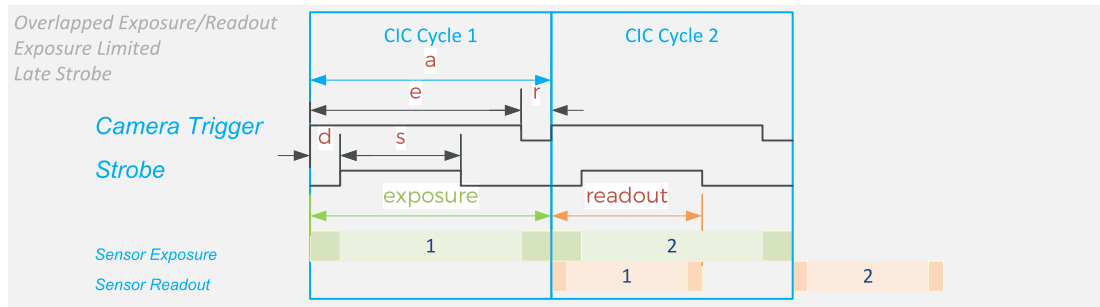 Overlapped Exposure/Readout
Exposure Limited
Late Strobe
CIC Cycle 1
CIC Cycle 2
a
e
r
Camera Trigger
d
s
Strobe
exposure
readout
Sensor Exposure
1
2
Sensor Readout
1
2